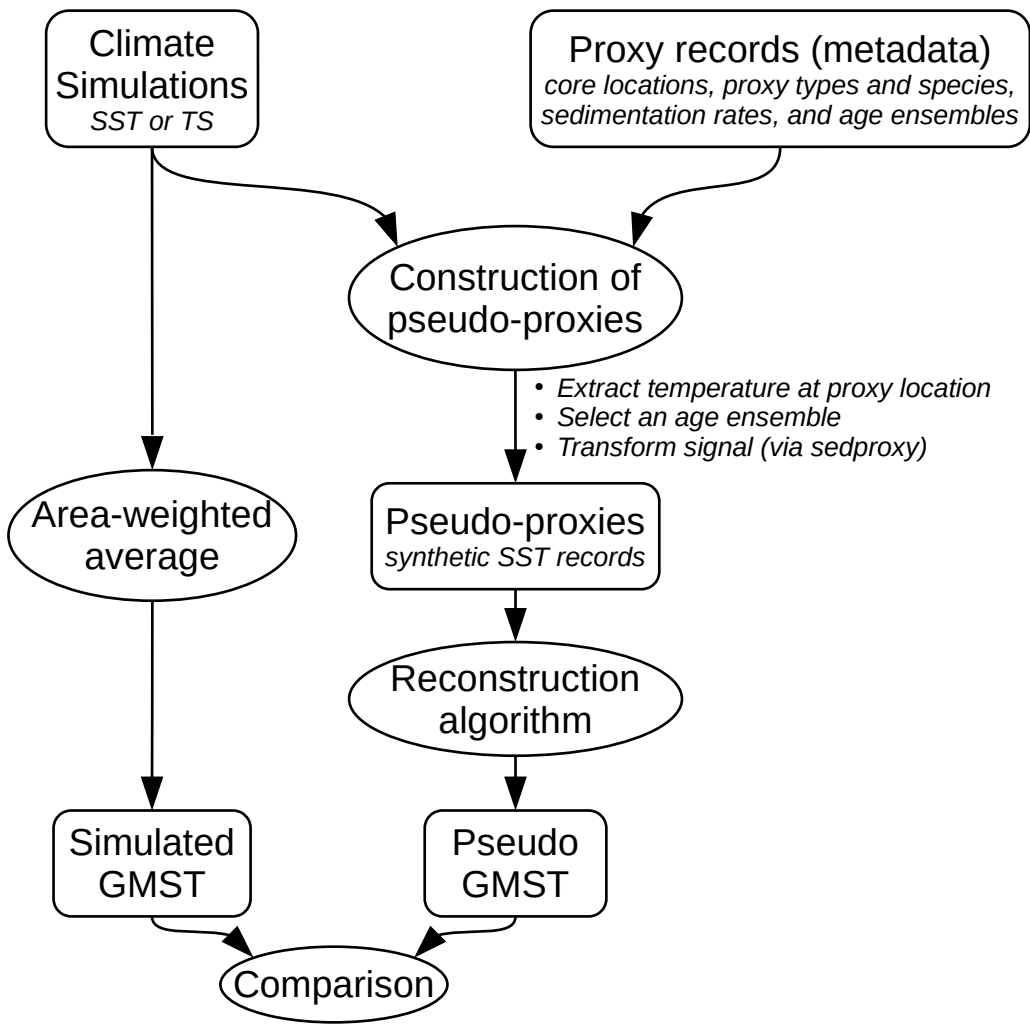 Climate
Simulations
SST or TS
Proxy records (metadata)
core locations, proxy types and species,
sedimentation rates, and age ensembles
Construction of
pseudo-proxies
• Extract temperature at proxy location
• Select an age ensemble
• Transform signal (via sedproxy)
Area-weighted
average
Pseudo-proxies
synthetic SST records
Reconstruction
algorithm
Simulated
GMST
Pseudo
GMST
Comparison